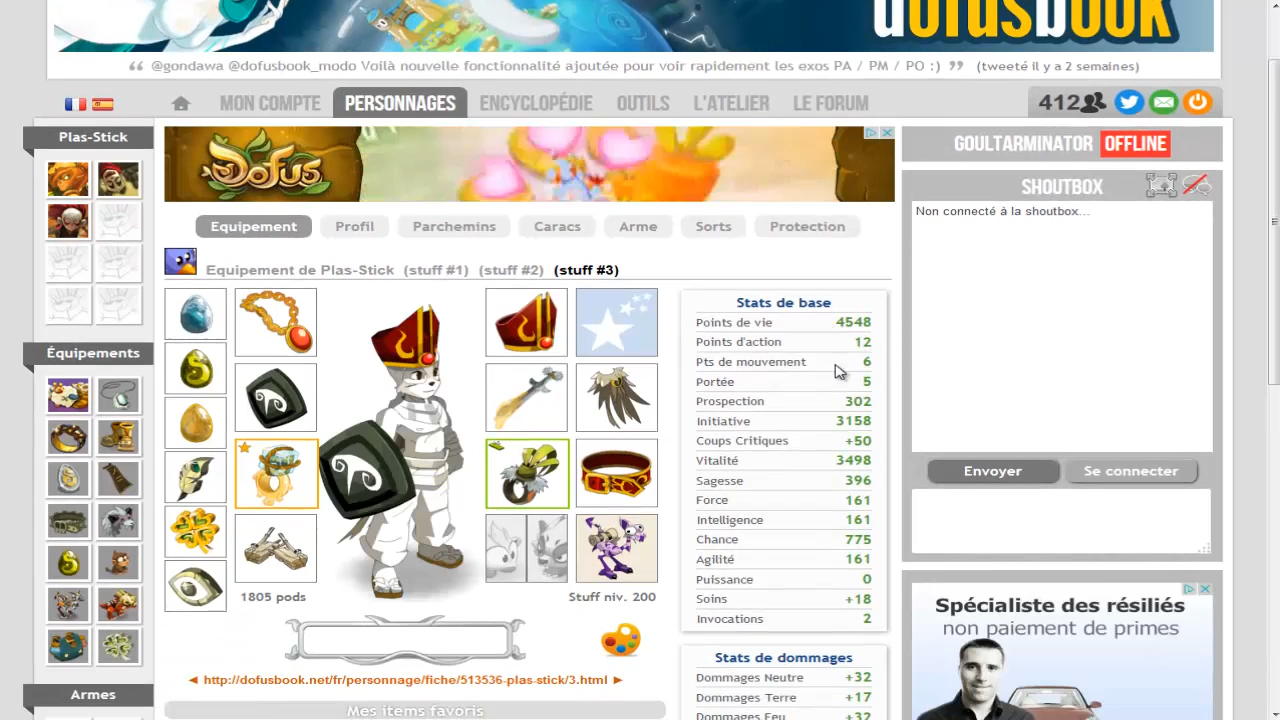 dofusbook
❝ @gondawa @dofusbook_modo Voilà nouvelle fonctionnalité ajoutée pour voir rapidement les exos PA / PM / PO :) ❞ (tweeté il y a 2 semaines)
MON COMPTE PERSONNAGES ENCYCLOPÉDIE OUTILS L'ATELIER LE FORUM 412
Plas-Stick
Équipements
Armes
DOFUS
Equipement Profil Parchemins Caracs Arme Sorts Protection
Equipement de Plas-Stick (stuff #1) (stuff #2) (stuff #3)
1805 pods
Stuff niv. 200
◄ http://dofusbook.net/fr/personnage/fiche/513536-plas-stick/3.html ►
Mes items favoris
Stats de base
Points de vie 4548
Points d'action 12
Pts de mouvement 6
Portée 5
Prospection 302
Initiative 3158
Coups Critiques +50
Vitalité 3498
Sagesse 396
Force 161
Intelligence 161
Chance 775
Agilité 161
Puissance 0
Soins +18
Invocations 2
Stats de dommages
Dommages Neutre +32
Dommages Terre +17
Dommages Feu +32
GOULTARMINATOR OFFLINE
SHOUTBOX
Non connecté à la shoutbox...
Envoyer Se connecter
Spécialiste des résiliés
non paiement de primes